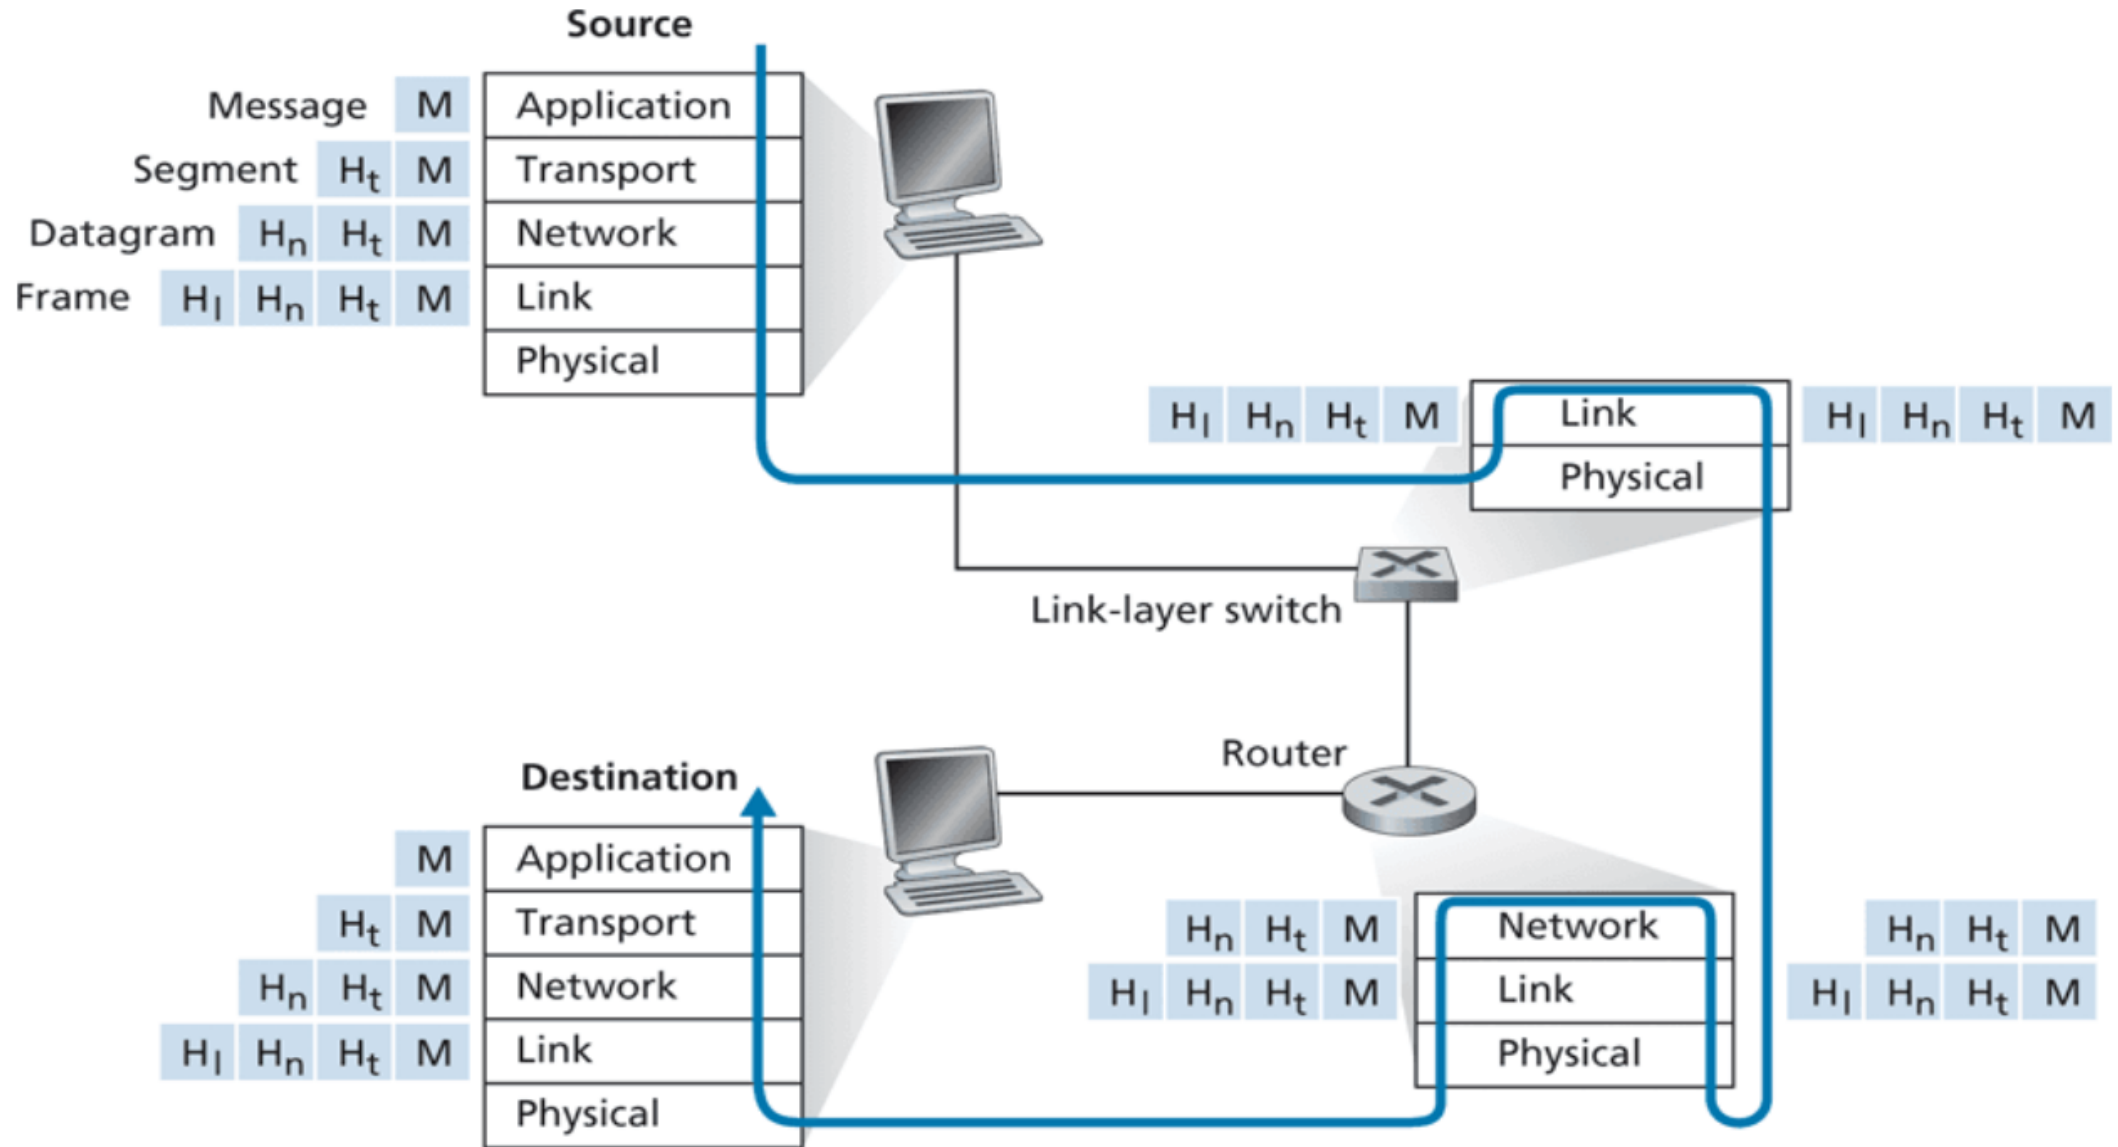 Source
Message M Application
Segment Ht M Transport
Datagram Hn Ht M Network
Frame Hl Hn Ht M Link
Physical
Hl Hn Ht M Link Hl Hn Ht M
Physical
Link-layer switch
Router
Destination
M Application
Ht M Transport
Hn Ht M Network
Hl Hn Ht M Link
Physical
Hn Ht M Network Hn Ht M
Hl Hn Ht M Link Hl Hn Ht M
Physical